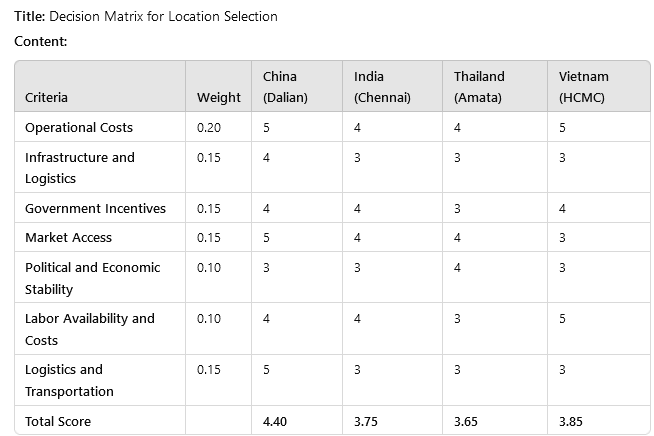 Title: Decision Matrix for Location Selection
Content:
Criteria Weight China (Dalian) India (Chennai) Thailand (Amata) Vietnam (HCMC)
Operational Costs 0.20 5 4 4 5
Infrastructure and Logistics 0.15 4 3 3 3
Government Incentives 0.15 4 4 3 4
Market Access 0.15 5 4 4 3
Political and Economic Stability 0.10 3 3 4 3
Labor Availability and Costs 0.10 4 4 3 5
Logistics and Transportation 0.15 5 3 3 3
Total Score 4.40 3.75 3.65 3.85